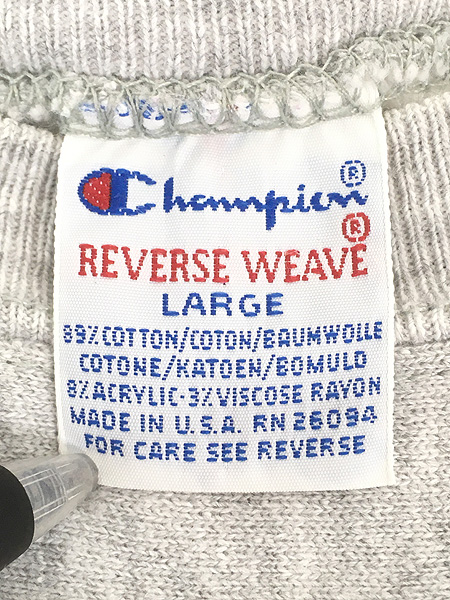 Champion®
REVERSE WEAVE®
LARGE
89% COTTON/COTON/BAUMWOLLE
COTONE/KATOEN/BOMULD
8% ACRYLIC-3% VISCOSE RAYON
MADE IN U.S.A. RN 26094
FOR CARE SEE REVERSE